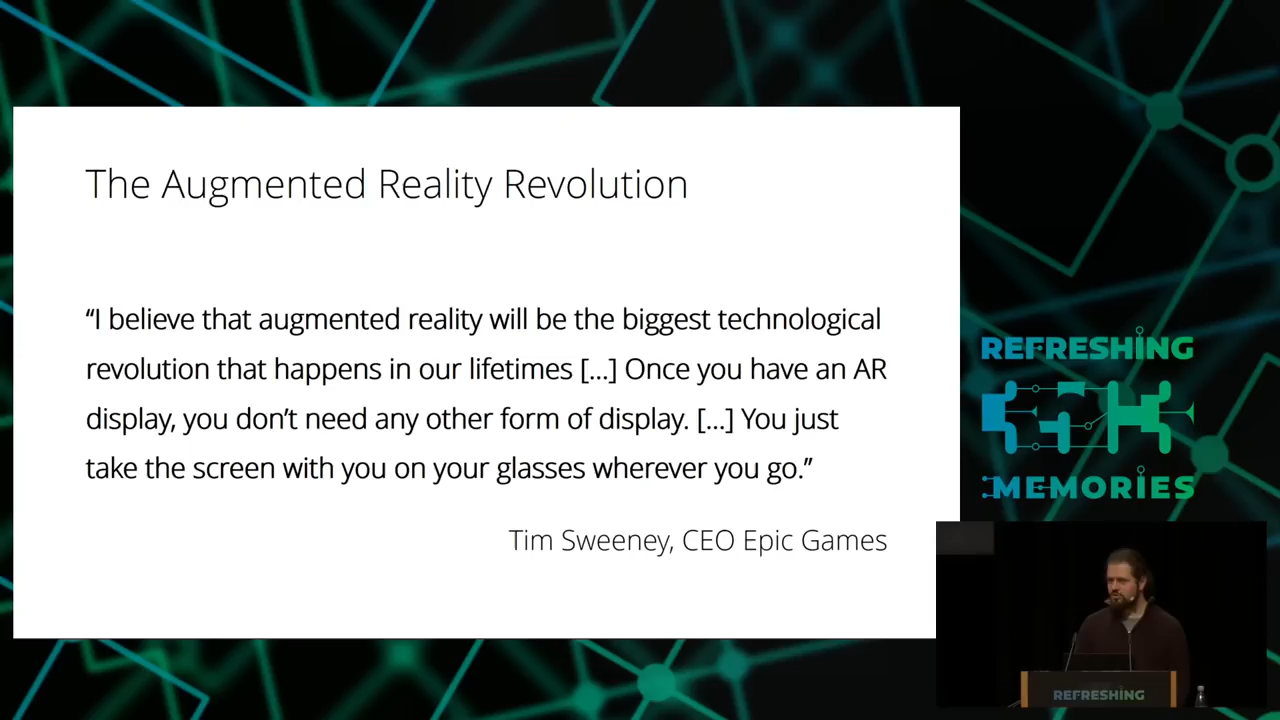 The Augmented Reality Revolution
“I believe that augmented reality will be the biggest technological
revolution that happens in our lifetimes [...] Once you have an AR
display, you don’t need any other form of display. [...] You just
take the screen with you on your glasses wherever you go.”
Tim Sweeney, CEO Epic Games
REFRESHING
MEMORIES
REFRESHING